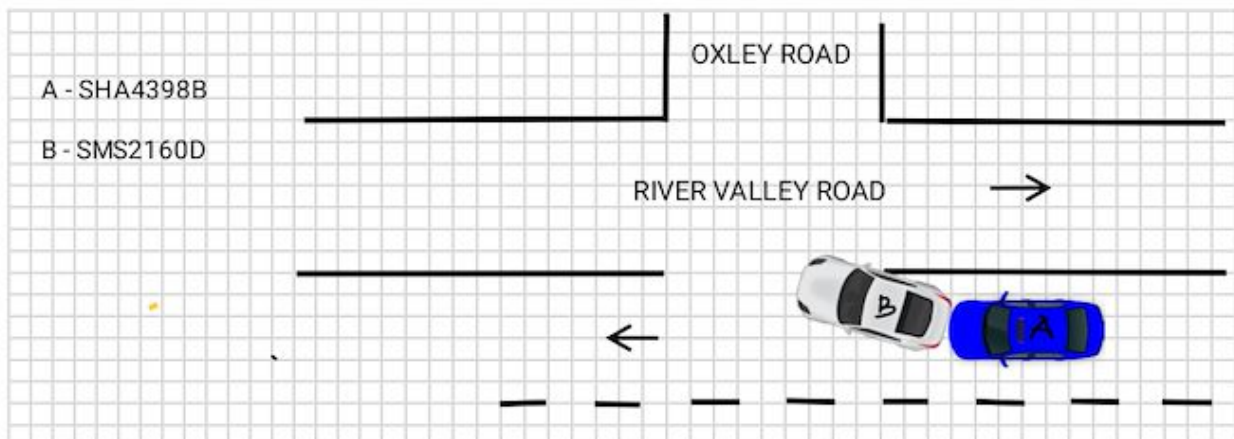 OXLEY ROAD
A - SHA4398B
B - SMS2160D
RIVER VALLEY ROAD
B
A